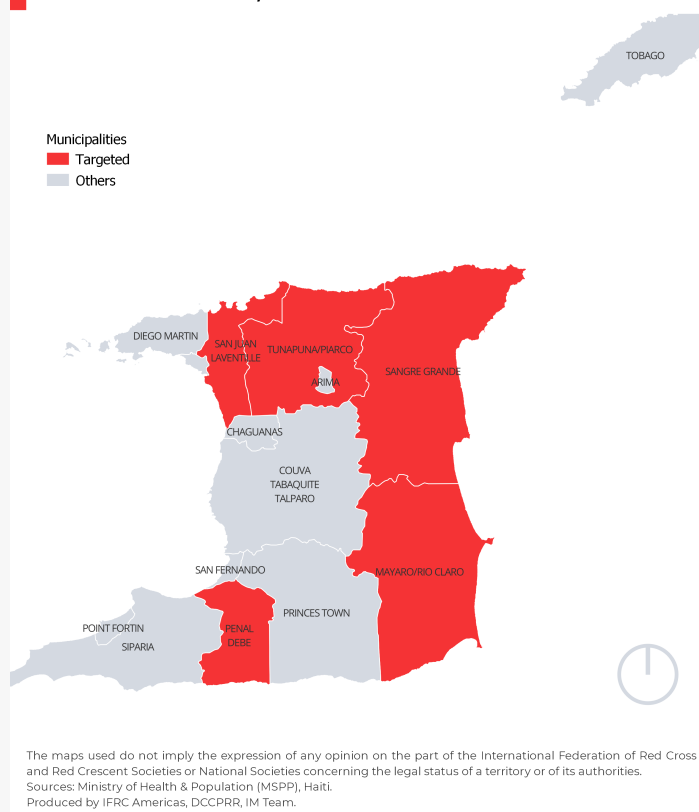 TOBAGO
Municipalities
Targeted
Others
DIEGO MARTIN
SAN JUAN
LAVENTILLE
TUNAPUNA/PIARCO
ARIMA
SANGRE GRANDE
CHAGUANAS
COUVA
TABAQUITE
TALPARO
SAN FERNANDO
MAYARO/RIO CLARO
PRINCES TOWN
POINT FORTIN
PENAL
DEBE
SIPARIA
The maps used do not imply the expression of any opinion on the part of the International Federation of Red Cross
and Red Crescent Societies or National Societies concerning the legal status of a territory or of its authorities.
Sources: Ministry of Health & Population (MSPP), Haiti.
Produced by IFRC Americas, DCCPRR, IM Team.